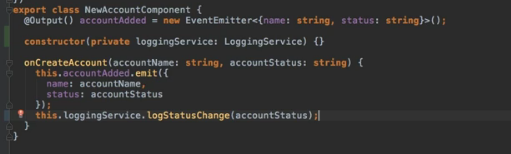 export class NewAccountComponent {
@Output() accountAdded = new EventEmitter<{name: string, status: string}>();
constructor(private loggingService: LoggingService) {}
onCreateAccount(accountName: string, accountStatus: string) {
this.accountAdded.emit({
name: accountName,
status: accountStatus
});
this.loggingService.logStatusChange(accountStatus);
}
}